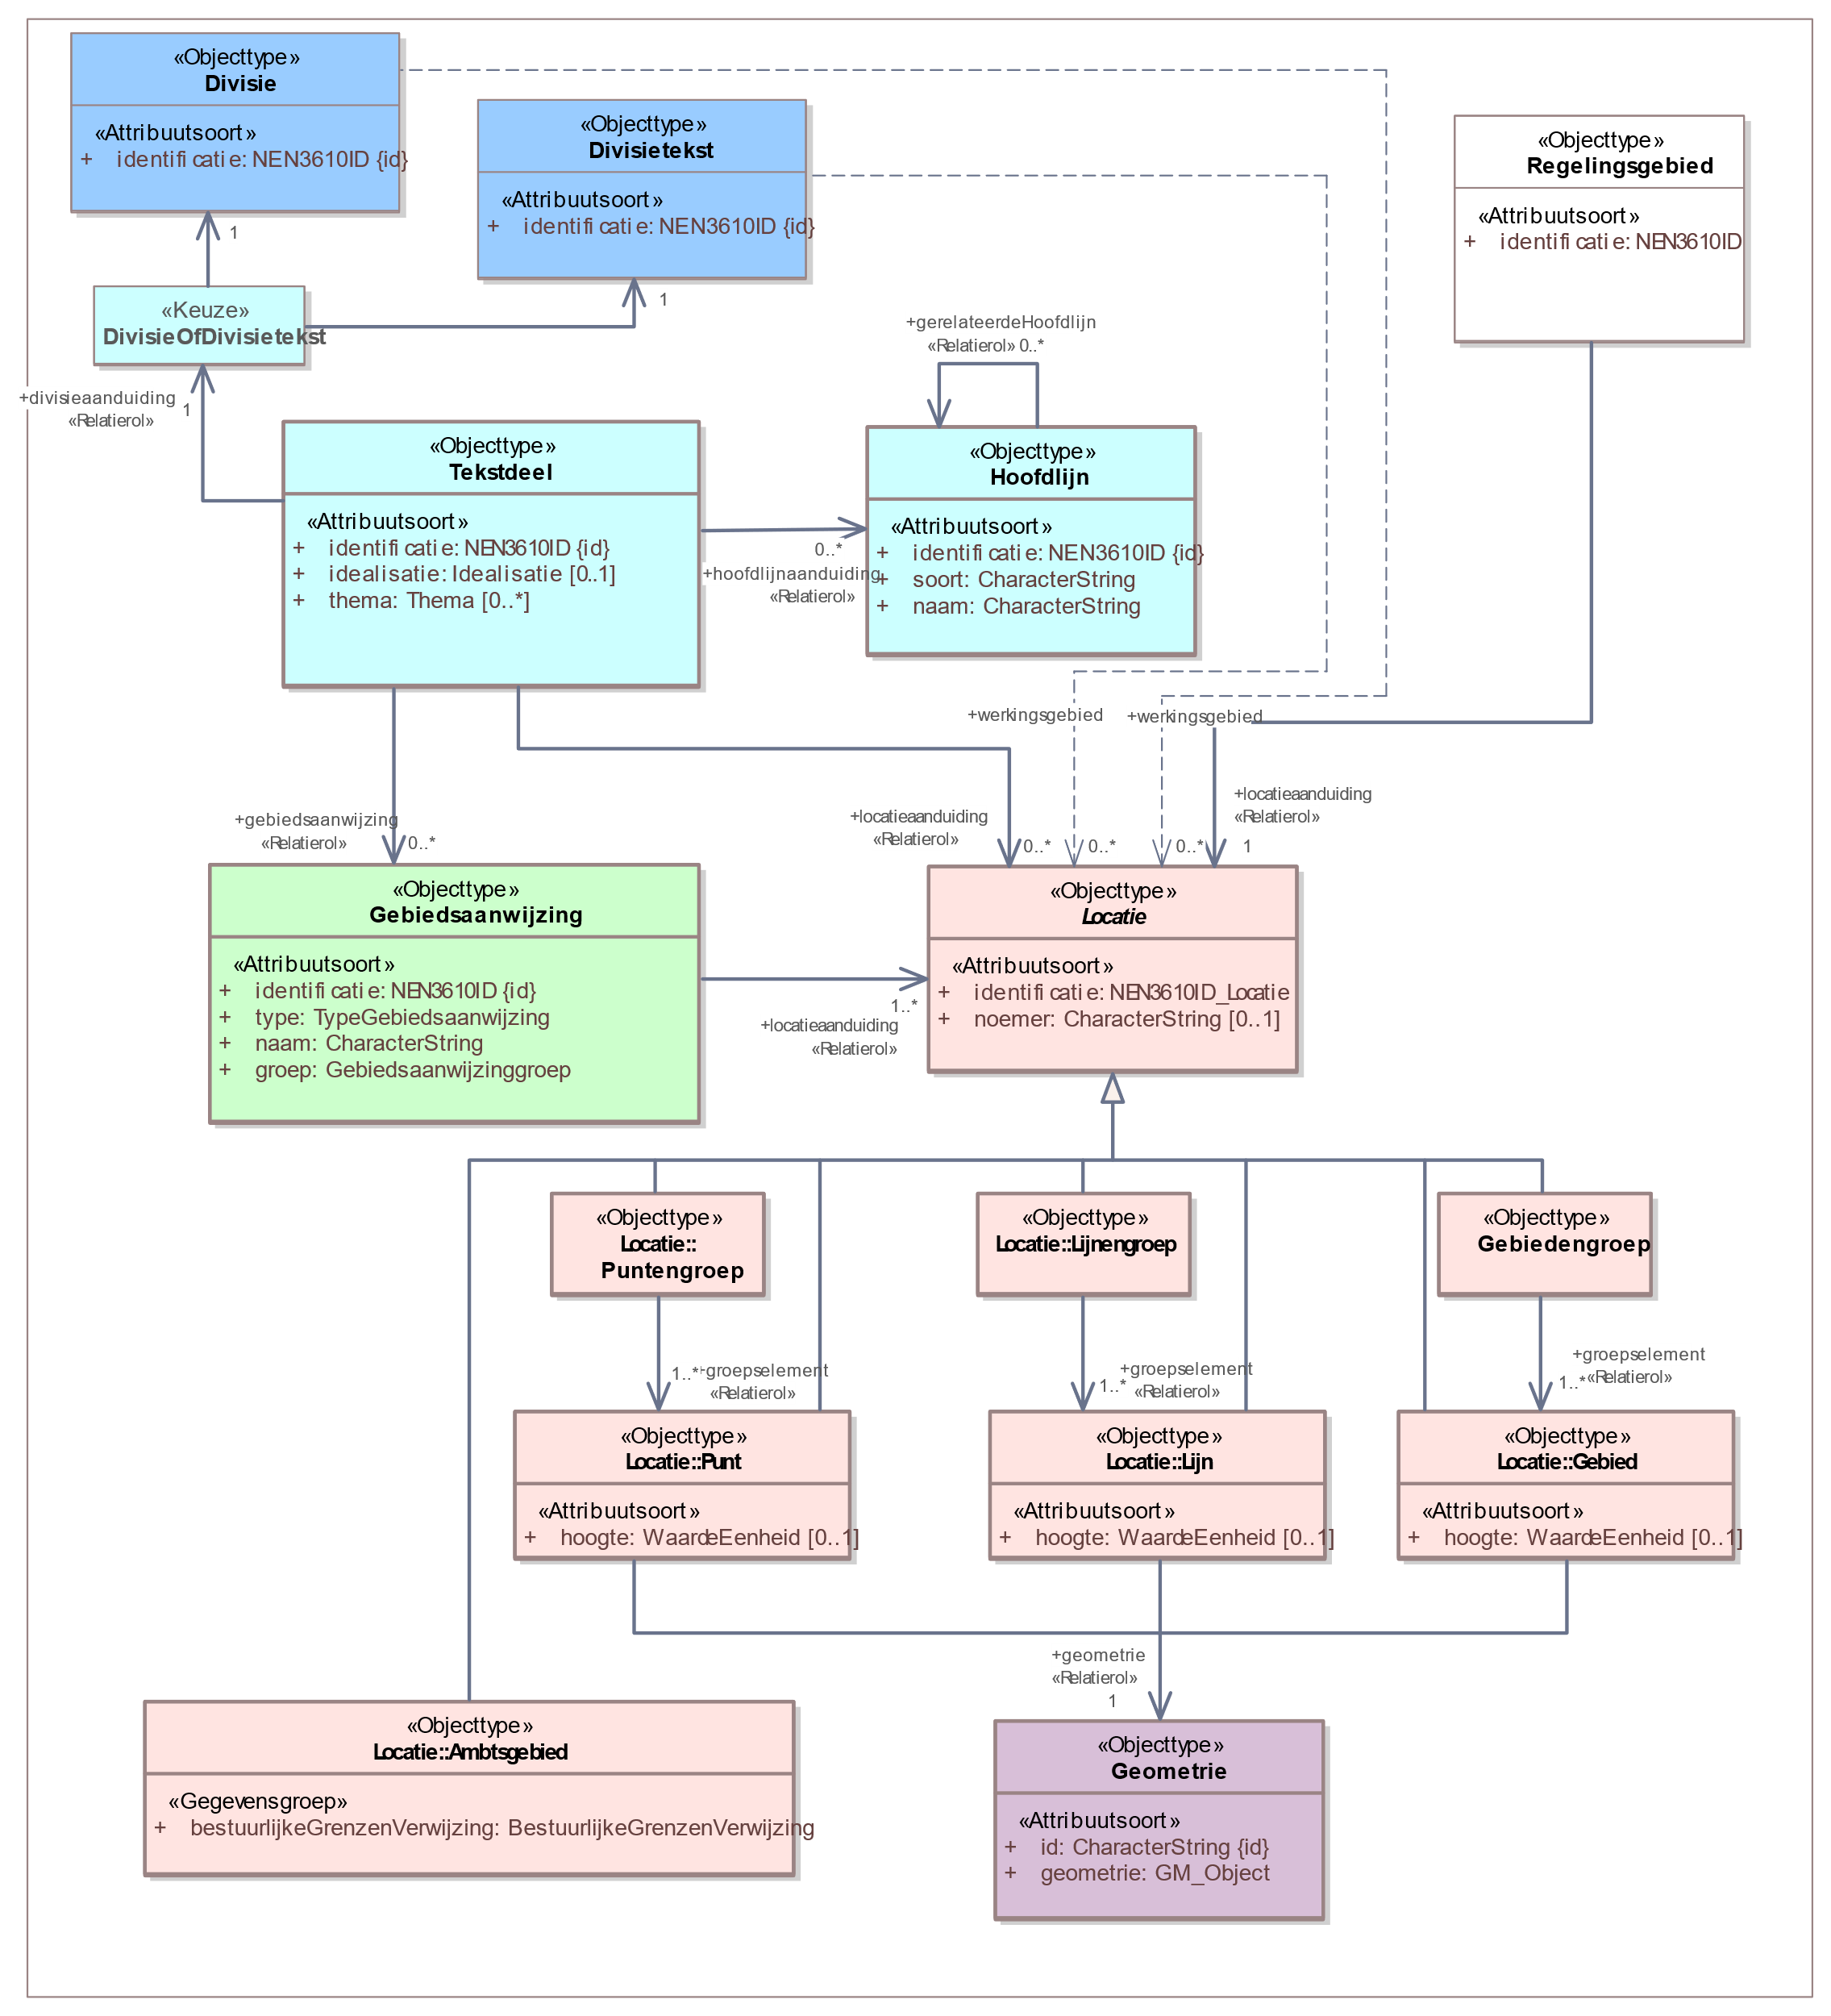 «Objecttype»
Divisie
«Attribuutsoort»
+ identificatie: NEN3610ID {id}
«Objecttype»
Divisietekst
«Attribuutsoort»
+ identificatie: NEN3610ID {id}
«Objecttype»
Regelingsgebied
«Attribuutsoort»
+ identificatie: NEN3610ID
1
1
«Keuze»
DivisieOfDivisietekst
+gerelateerdeHoofdlijn
«Relatierol» 0..*
+divisieaanduiding
1
«Relatierol»
«Objecttype»
Tekstdeel
«Attribuutsoort»
+ identificatie: NEN3610ID {id}
+ idealisatie: Idealisatie [0..1]
+ thema: Thema [0..*]
0..*
+hoofdlijnaanduiding
«Relatierol»
«Objecttype»
Hoofdlijn
«Attribuutsoort»
+ identificatie: NEN3610ID {id}
+ soort: CharacterString
+ naam: CharacterString
+werkingsgebied
+werkingsgebied
+gebiedsaanwijzing
«Relatierol»
0..*
+locatieaanduiding
«Relatierol»
0..*
0..*
0..*
+locatieaanduiding
«Relatierol»
1
«Objecttype»
Gebiedsaanwijzing
«Attribuutsoort»
+ identificatie: NEN3610ID {id}
+ type: TypeGebiedsaanwijzing
+ naam: CharacterString
+ groep: Gebiedsaanwijzinggroep
1..*
+locatieaanduiding
«Relatierol»
«Objecttype»
Locatie
«Attribuutsoort»
+ identificatie: NEN3610ID_Locatie
+ noemer: CharacterString [0..1]
«Objecttype»
Locatie::
Puntengroep
«Objecttype»
Locatie::Lijnengroep
«Objecttype»
Gebiedengroep
1..*
+groepselement
«Relatierol»
+groepselement
1..*
«Relatierol»
+groepselement
1..*
«Relatierol»
«Objecttype»
Locatie::Punt
«Attribuutsoort»
+ hoogte: WaardeEenheid [0..1]
«Objecttype»
Locatie::Lijn
«Attribuutsoort»
+ hoogte: WaardeEenheid [0..1]
«Objecttype»
Locatie::Gebied
«Attribuutsoort»
+ hoogte: WaardeEenheid [0..1]
+geometrie
«Relatierol»
1
«Objecttype»
Locatie::Ambtsgebied
«Gegevensgroep»
+ bestuurlijkeGrenzenVerwijzing: BestuurlijkeGrenzenVerwijzing
«Objecttype»
Geometrie
«Attribuutsoort»
+ id: CharacterString {id}
+ geometrie: GM_Object